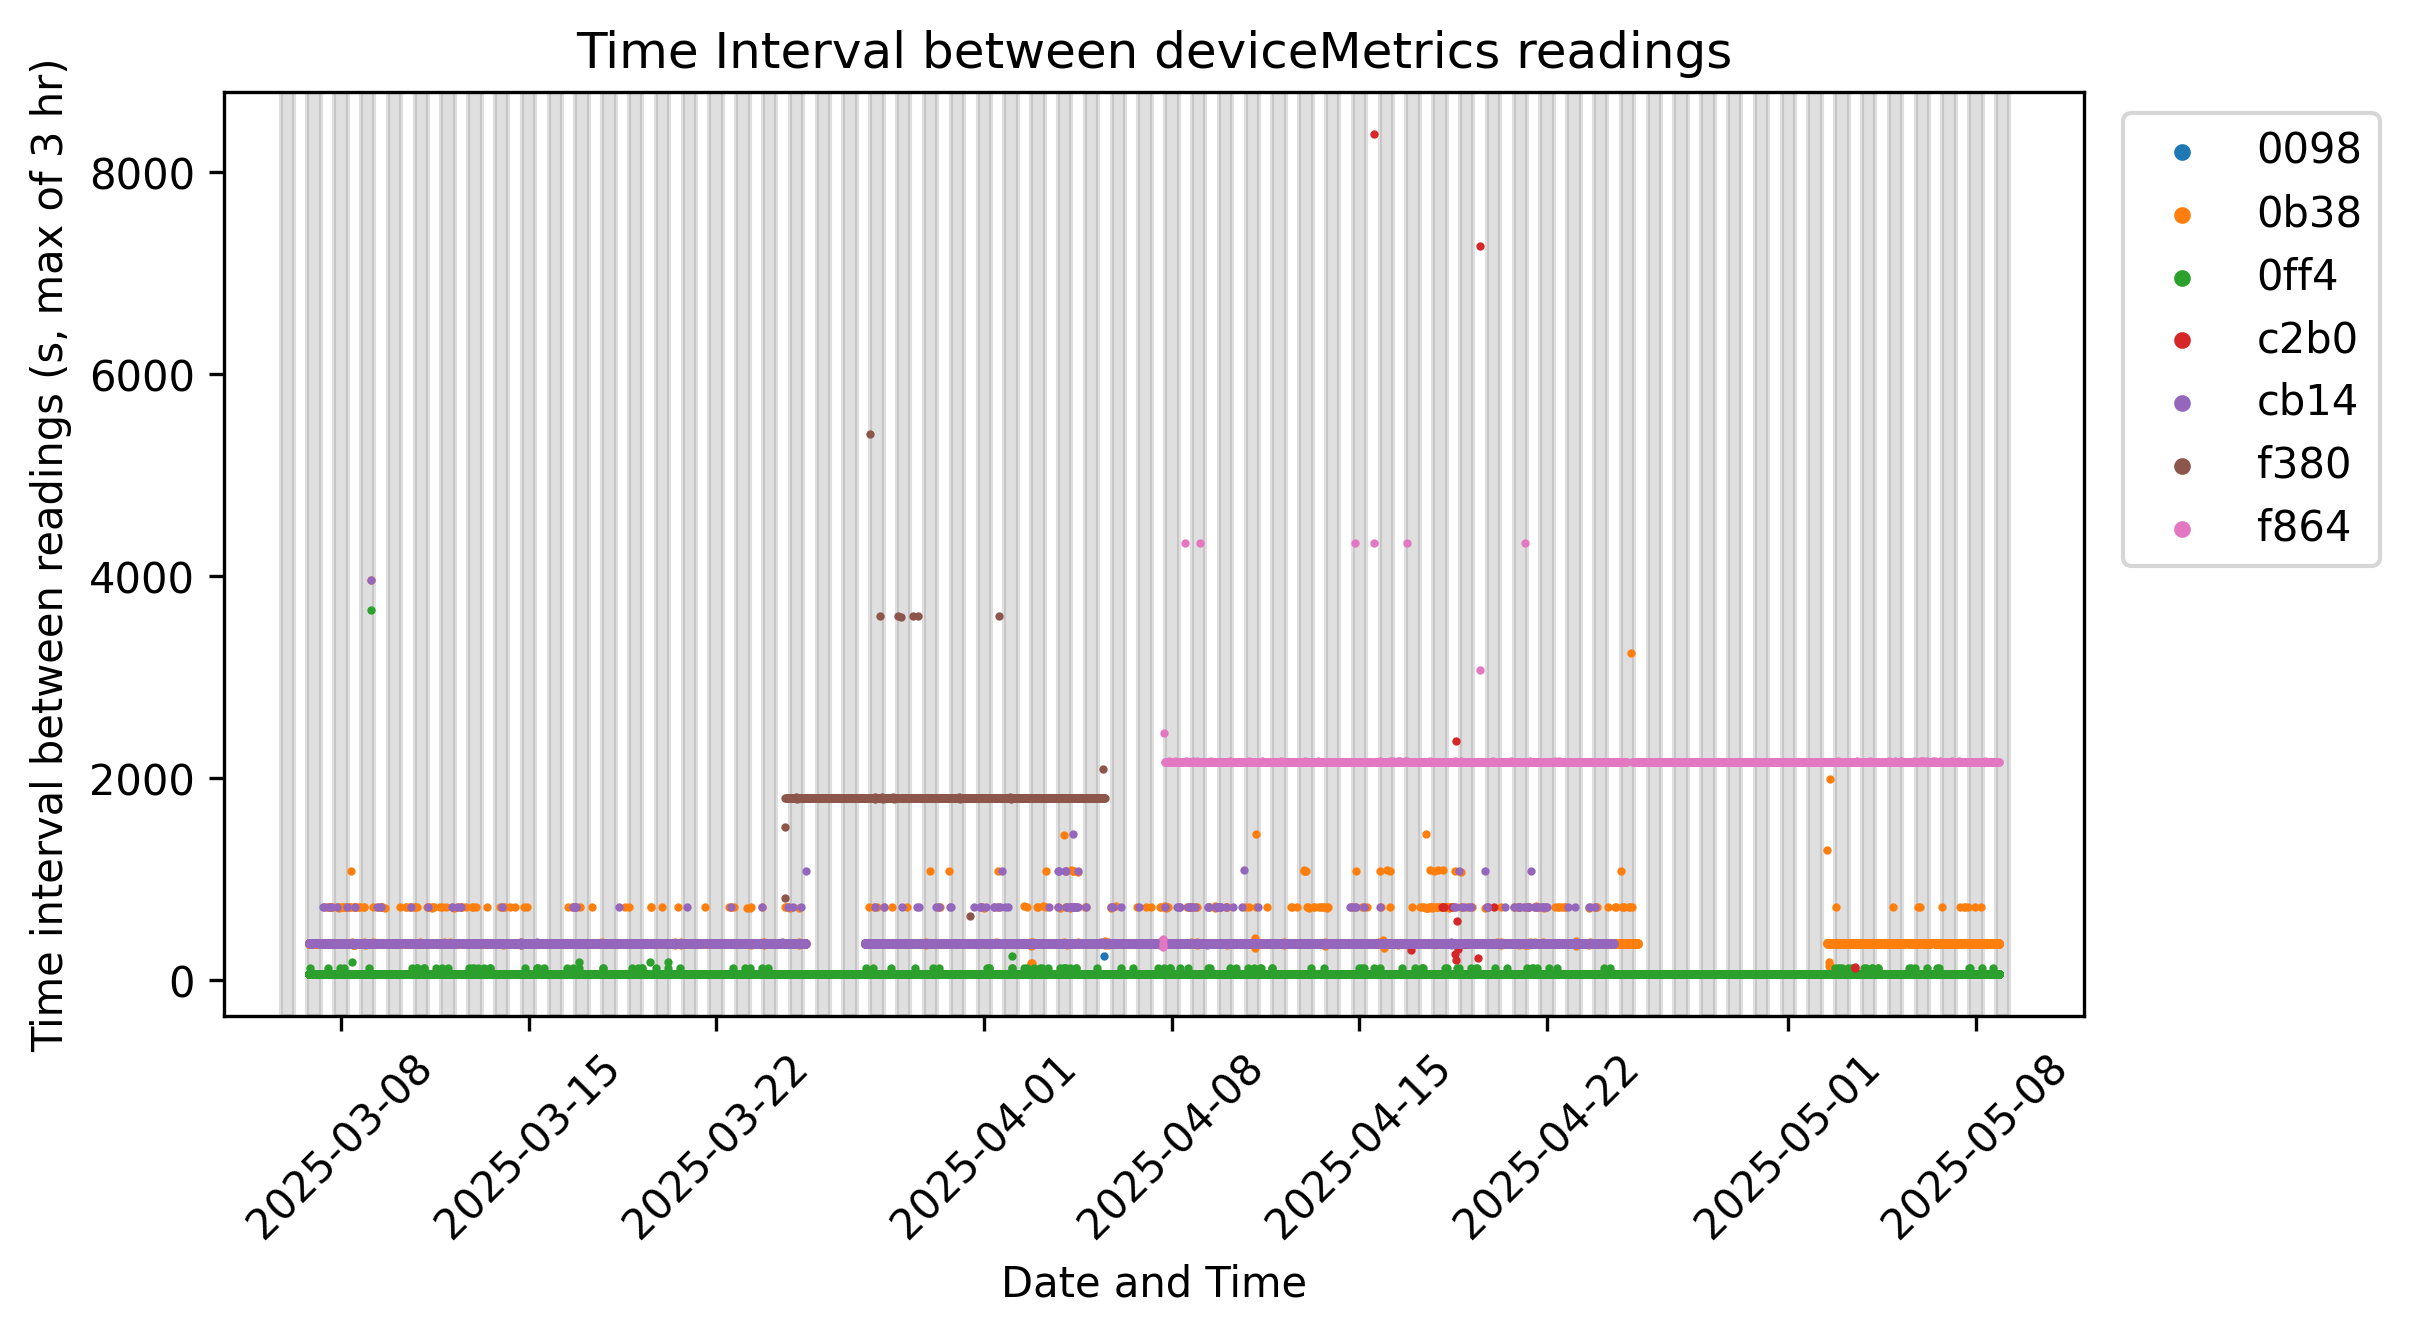 Time Interval between deviceMetrics readings
Time interval between readings (s, max of 3 hr)
8000
6000
4000
2000
0
2025-03-08
2025-03-15
2025-03-22
2025-04-01
2025-04-08
2025-04-15
2025-04-22
2025-05-01
2025-05-08
Date and Time
0098
0b38
0ff4
c2b0
cb14
f380
f864